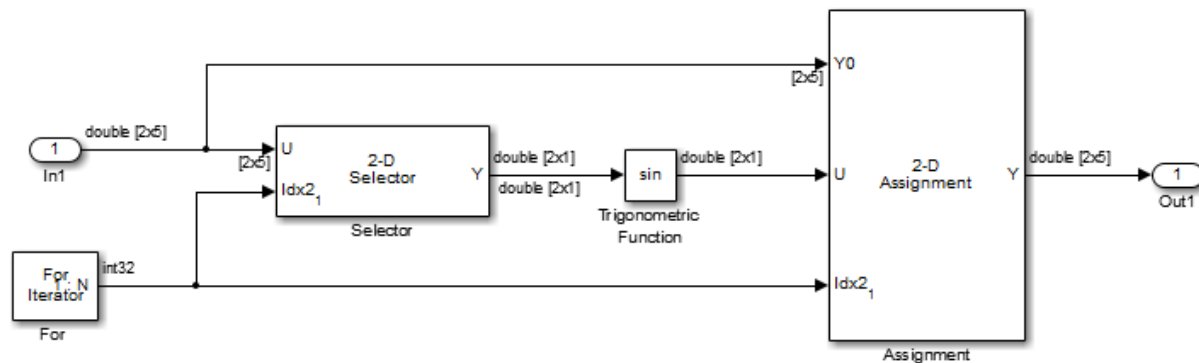 Y0
[2x5]
double [2x5]
1
In1
U
[2x5]
2-D
Selector
Y
Idx2
1
Selector
double [2x1]
double [2x1]
sin
Trigonometric
Function
double [2x1]
U
2-D
Assignment
Y
double [2x5]
1
Out1
For
Iterator
1 : N
int32
For
Idx2
1
Assignment